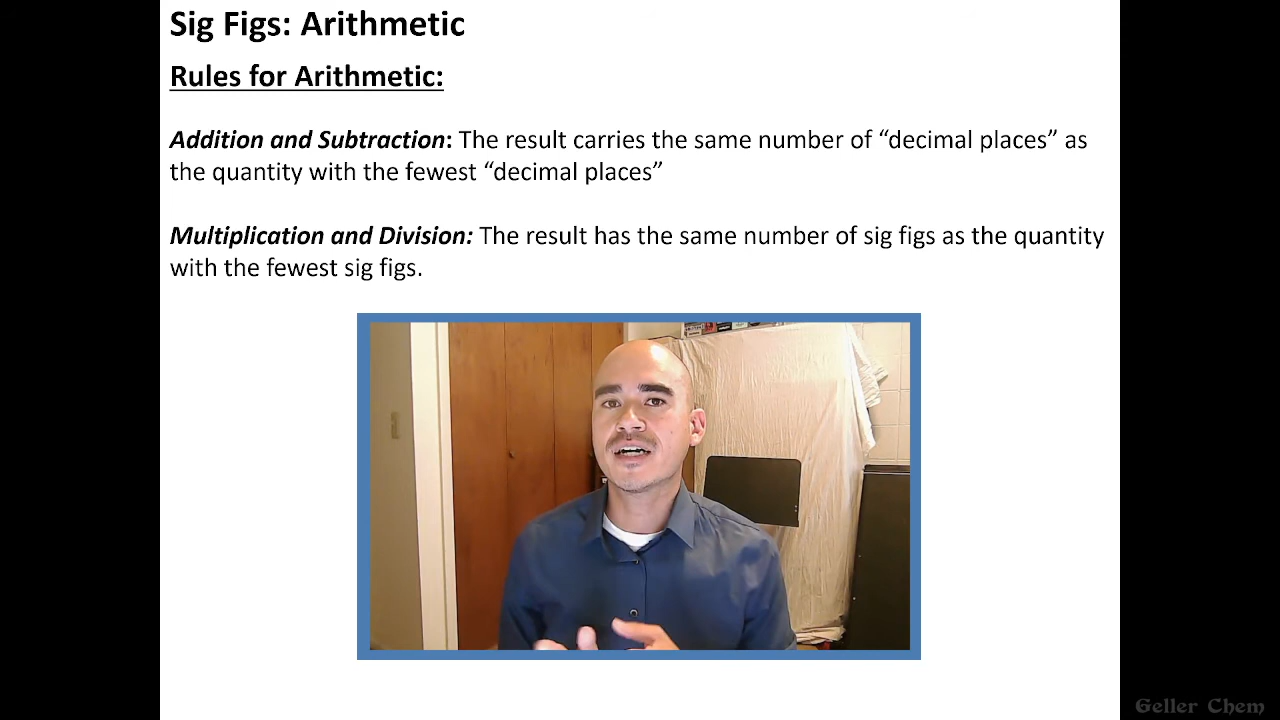 Sig Figs: Arithmetic
Rules for Arithmetic:
Addition and Subtraction: The result carries the same number of “decimal places” as
the quantity with the fewest “decimal places”
Multiplication and Division: The result has the same number of sig figs as the quantity
with the fewest sig figs.
Geller Chem